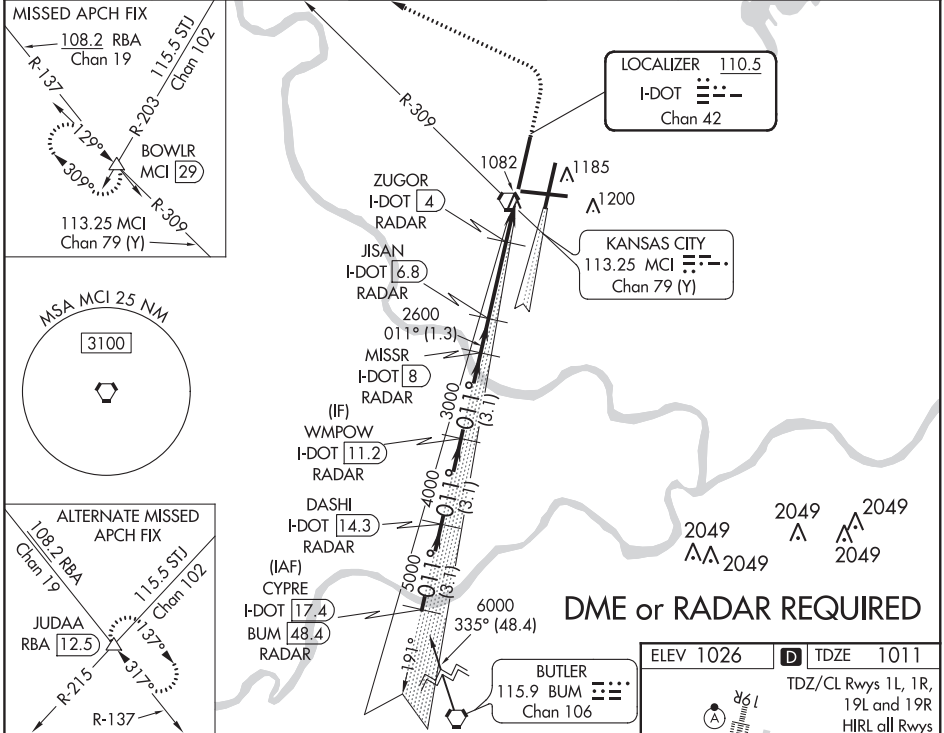 MISSED APCH FIX
108.2 RBA
Chan 19
115.5 STJ
Chan 102
R-137
R-203
129°
309°
BOWLR
MCI 29
R-309
113.25 MCI
Chan 79 (Y)
MSA MCI 25 NM
3100
ALTERNATE MISSED
APCH FIX
108.2 RBA
Chan 19
115.5 STJ
Chan 102
JUDAA
RBA 12.5
137°
317°
R-215
R-137
R-309
LOCALIZER 110.5
I-DOT
Chan 42
1082
1185
1200
KANSAS CITY
113.25 MCI
Chan 79 (Y)
ZUGOR
I-DOT 4
RADAR
JISAN
I-DOT 6.8
RADAR
2600
011° (1.3)
MISSR
I-DOT 8
RADAR
3000
011°
(3.1)
(IF)
WMPOW
I-DOT 11.2
RADAR
4000
011°
(3.1)
DASHI
I-DOT 14.3
RADAR
5000
011°
(3.1)
(IAF)
CYPRE
I-DOT 17.4
BUM 48.4
RADAR
191°
6000
335° (48.4)
BUTLER
115.9 BUM
Chan 106
2049
2049
2049
2049
2049
DME or RADAR REQUIRED
ELEV 1026
D TDZE 1011
TDZ/CL Rwys 1L, 1R,
19L and 19R
HIRL all Rwys
A
19R